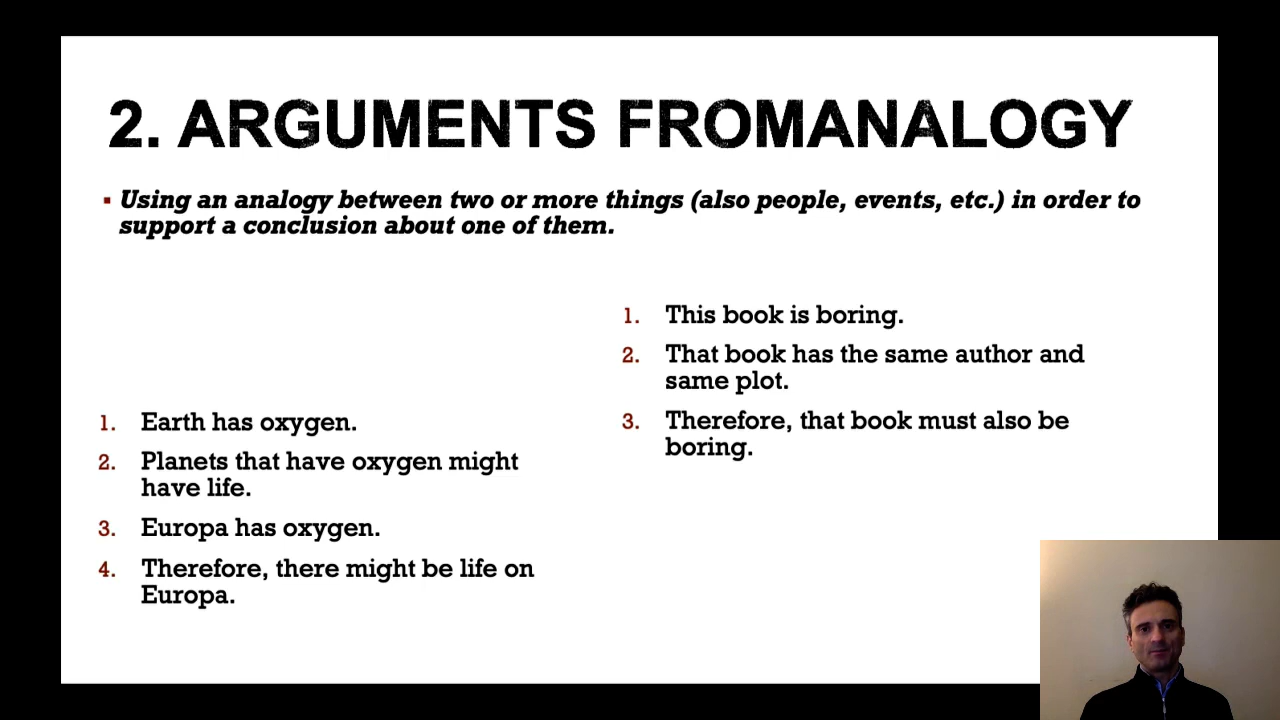 2. ARGUMENTS FROMANALOGY
▪ Using an analogy between two or more things (also people, events, etc.) in order to
support a conclusion about one of them.
1. Earth has oxygen.
2. Planets that have oxygen might
have life.
3. Europa has oxygen.
4. Therefore, there might be life on
Europa.
1. This book is boring.
2. That book has the same author and
same plot.
3. Therefore, that book must also be
boring.